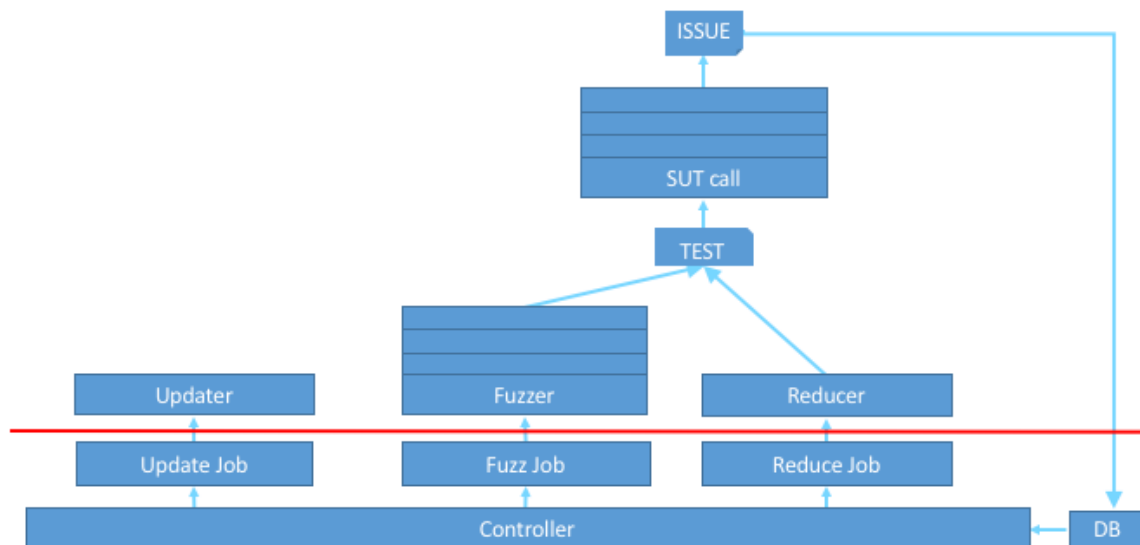 ISSUE
SUT call
TEST
Updater
Fuzzer
Reducer
Update Job
Fuzz Job
Reduce Job
Controller
DB